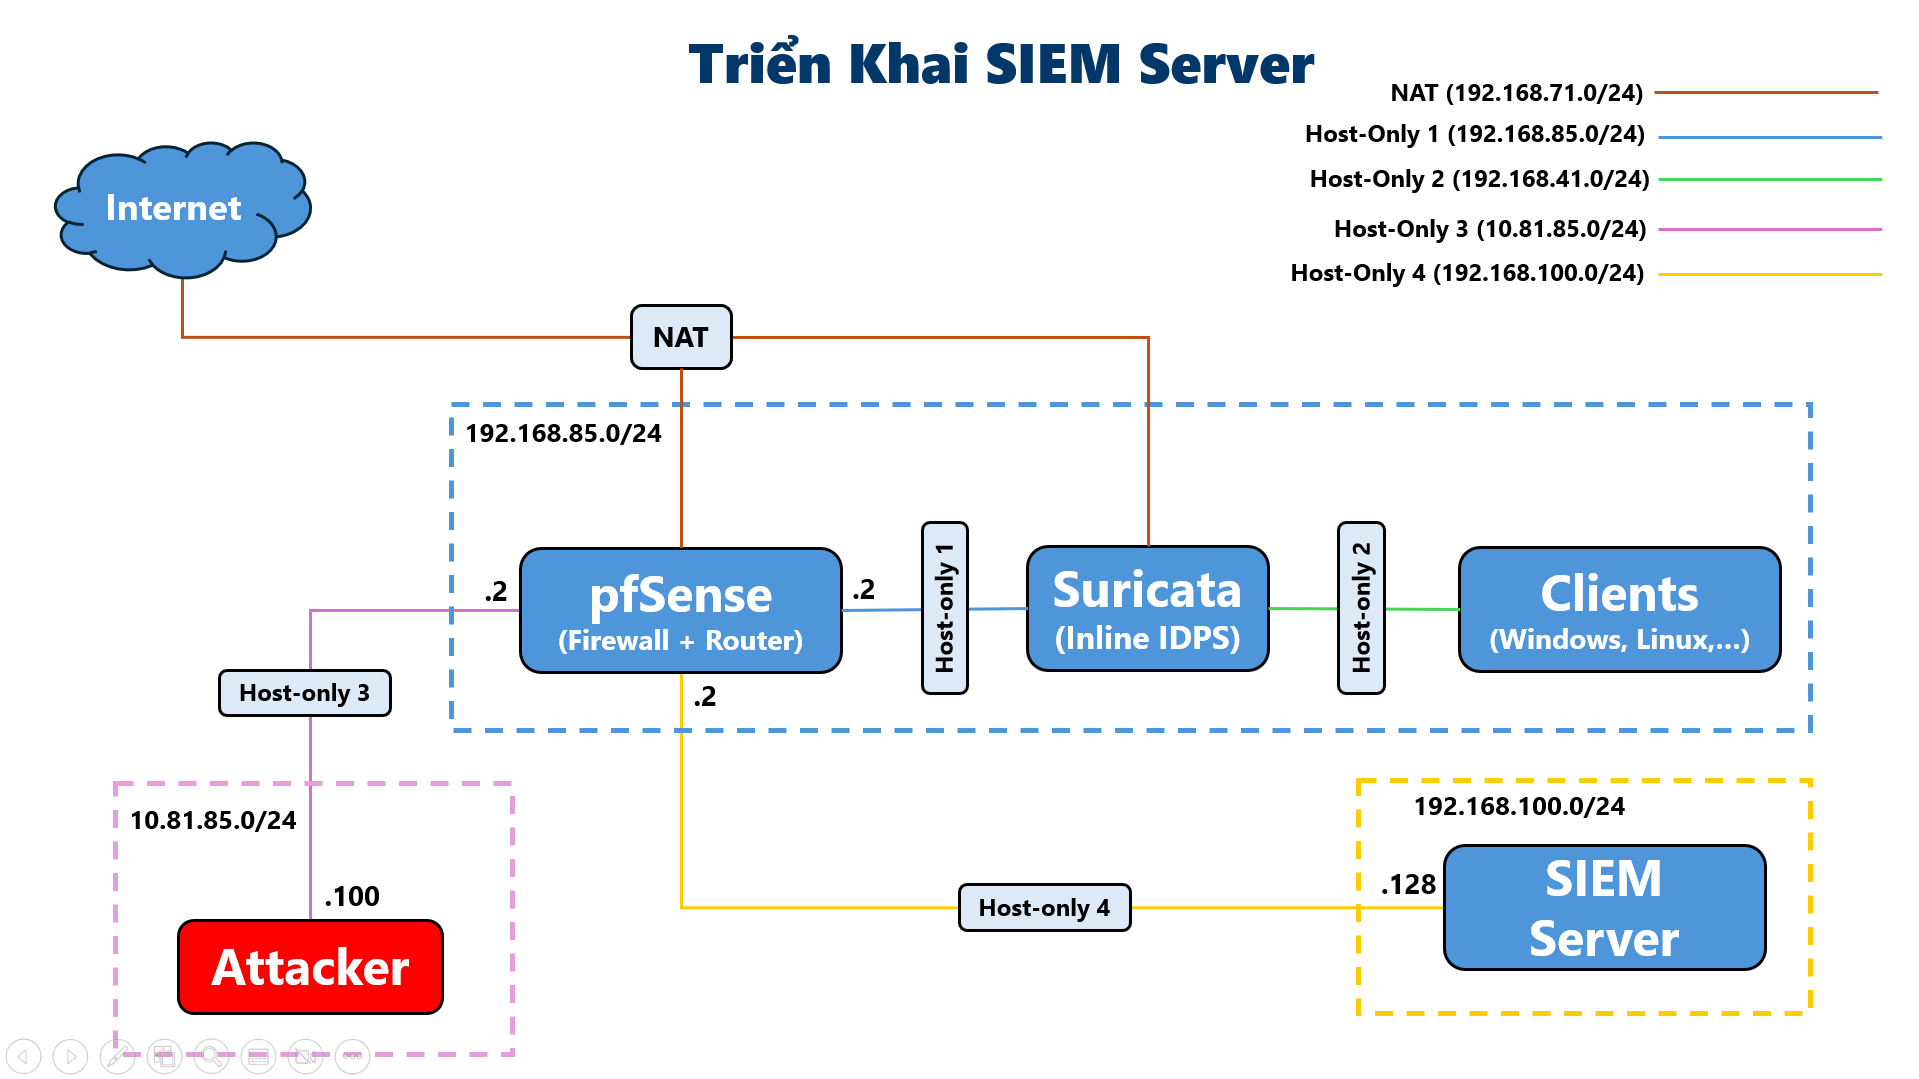 Triển Khai SIEM Server
NAT (192.168.71.0/24)
Host-Only 1 (192.168.85.0/24)
Host-Only 2 (192.168.41.0/24)
Host-Only 3 (10.81.85.0/24)
Host-Only 4 (192.168.100.0/24)
Internet
NAT
192.168.85.0/24
.2
pfSense
(Firewall + Router)
.2
Host-only 1
Suricata
(Inline IDPS)
Host-only 2
Clients
(Windows, Linux,...)
.2
Host-only 3
10.81.85.0/24
.100
Attacker
Host-only 4
192.168.100.0/24
.128
SIEM
Server